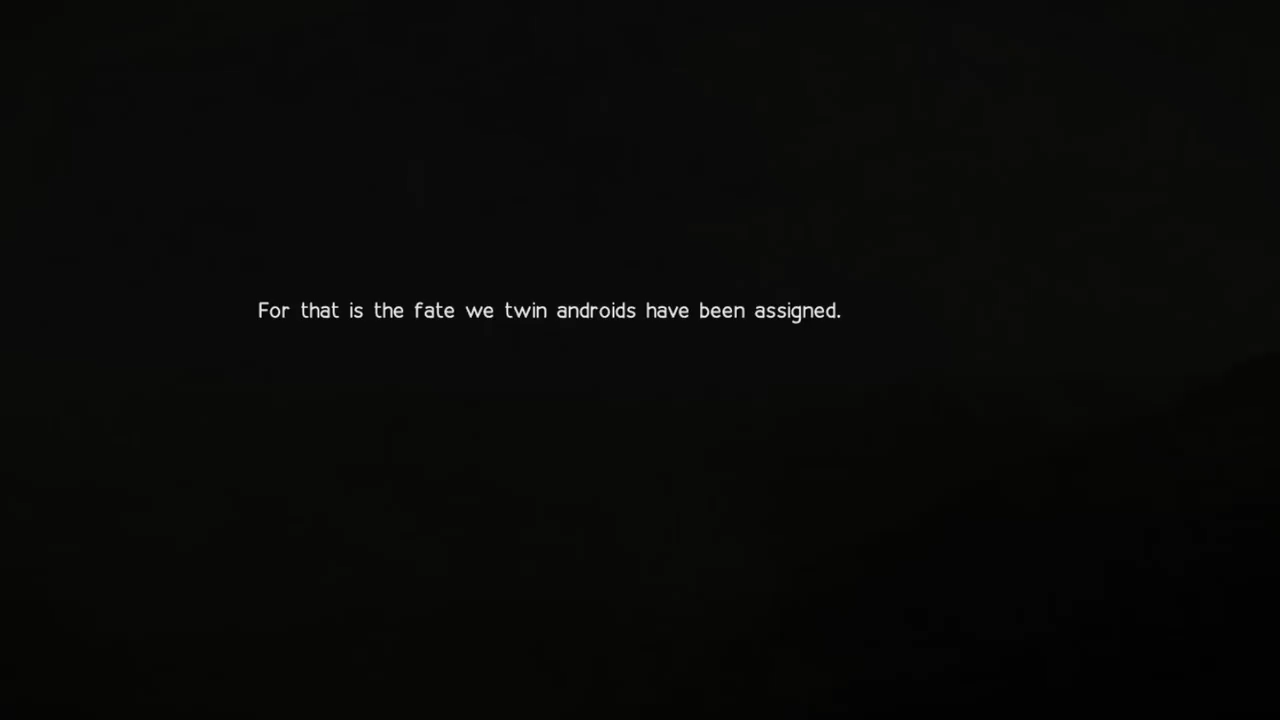 For that is the fate we twin androids have been assigned.